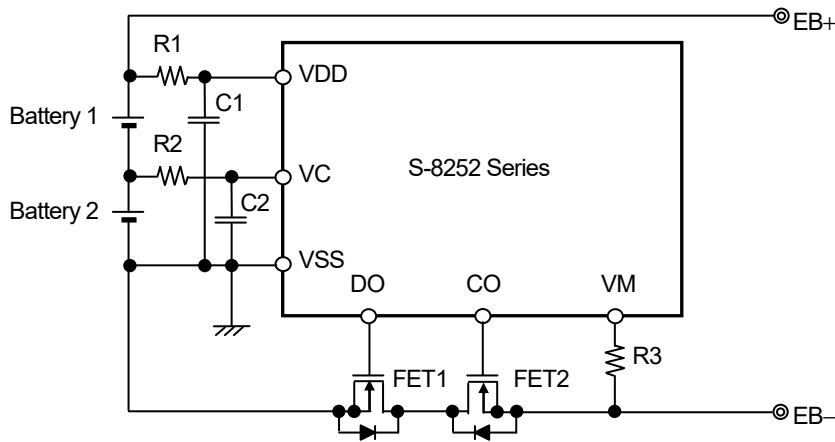 EB+
R1
VDD
C1
Battery 1
R2
S-8252 Series
VC
C2
Battery 2
VSS
DO
CO
VM
R3
FET1
FET2
EB−